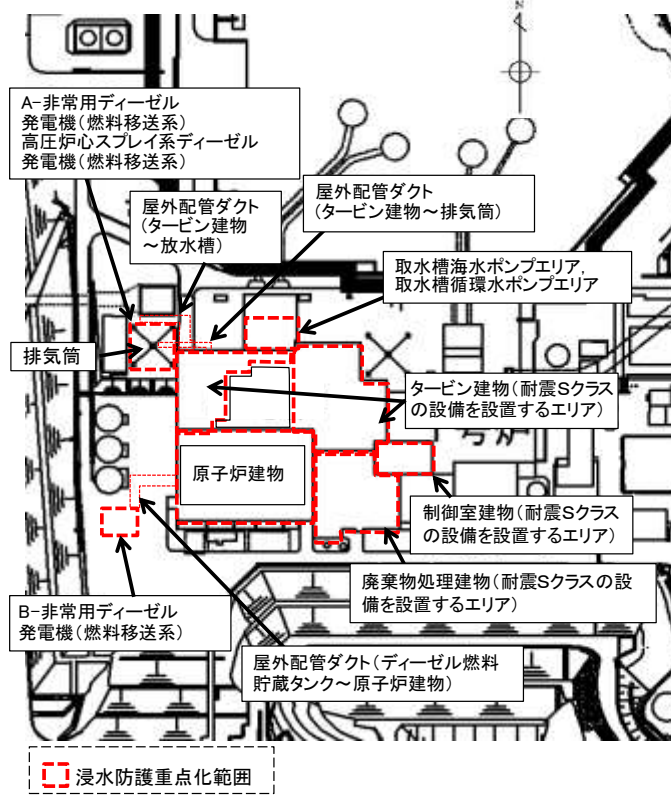 N
A-非常用ディーゼル
発電機(燃料移送系)
高圧炉心スプレイ系ディーゼル
発電機(燃料移送系)
屋外配管ダクト
(タービン建物
～放水槽)
屋外配管ダクト
(タービン建物～排気筒)
取水槽海水ポンプエリア,
取水槽循環水ポンプエリア
排気筒
タービン建物(耐震Sクラス
の設備を設置するエリア)
号炉
原子炉建物
制御室建物(耐震Sクラス
の設備を設置するエリア)
廃棄物処理建物(耐震Sクラスの設
備を設置するエリア)
B-非常用ディーゼル
発電機(燃料移送系)
屋外配管ダクト(ディーゼル燃料
貯蔵タンク～原子炉建物)
浸水防護重点化範囲